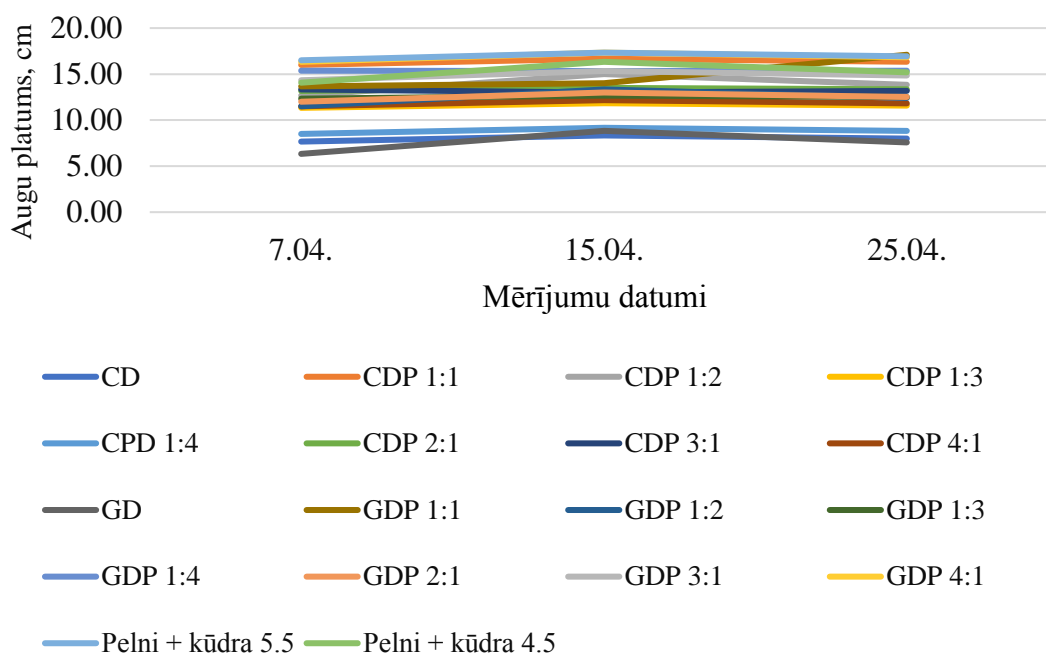 Augu platums, cm
20.00
15.00
10.00
5.00
0.00
7.04.
15.04.
25.04.
Mērījumu datumi
CD
CDP 1:1
CDP 1:2
CDP 1:3
CPD 1:4
CDP 2:1
CDP 3:1
CDP 4:1
GD
GDP 1:1
GDP 1:2
GDP 1:3
GDP 1:4
GDP 2:1
GDP 3:1
GDP 4:1
Pelni + kūdra 5.5
Pelni + kūdra 4.5